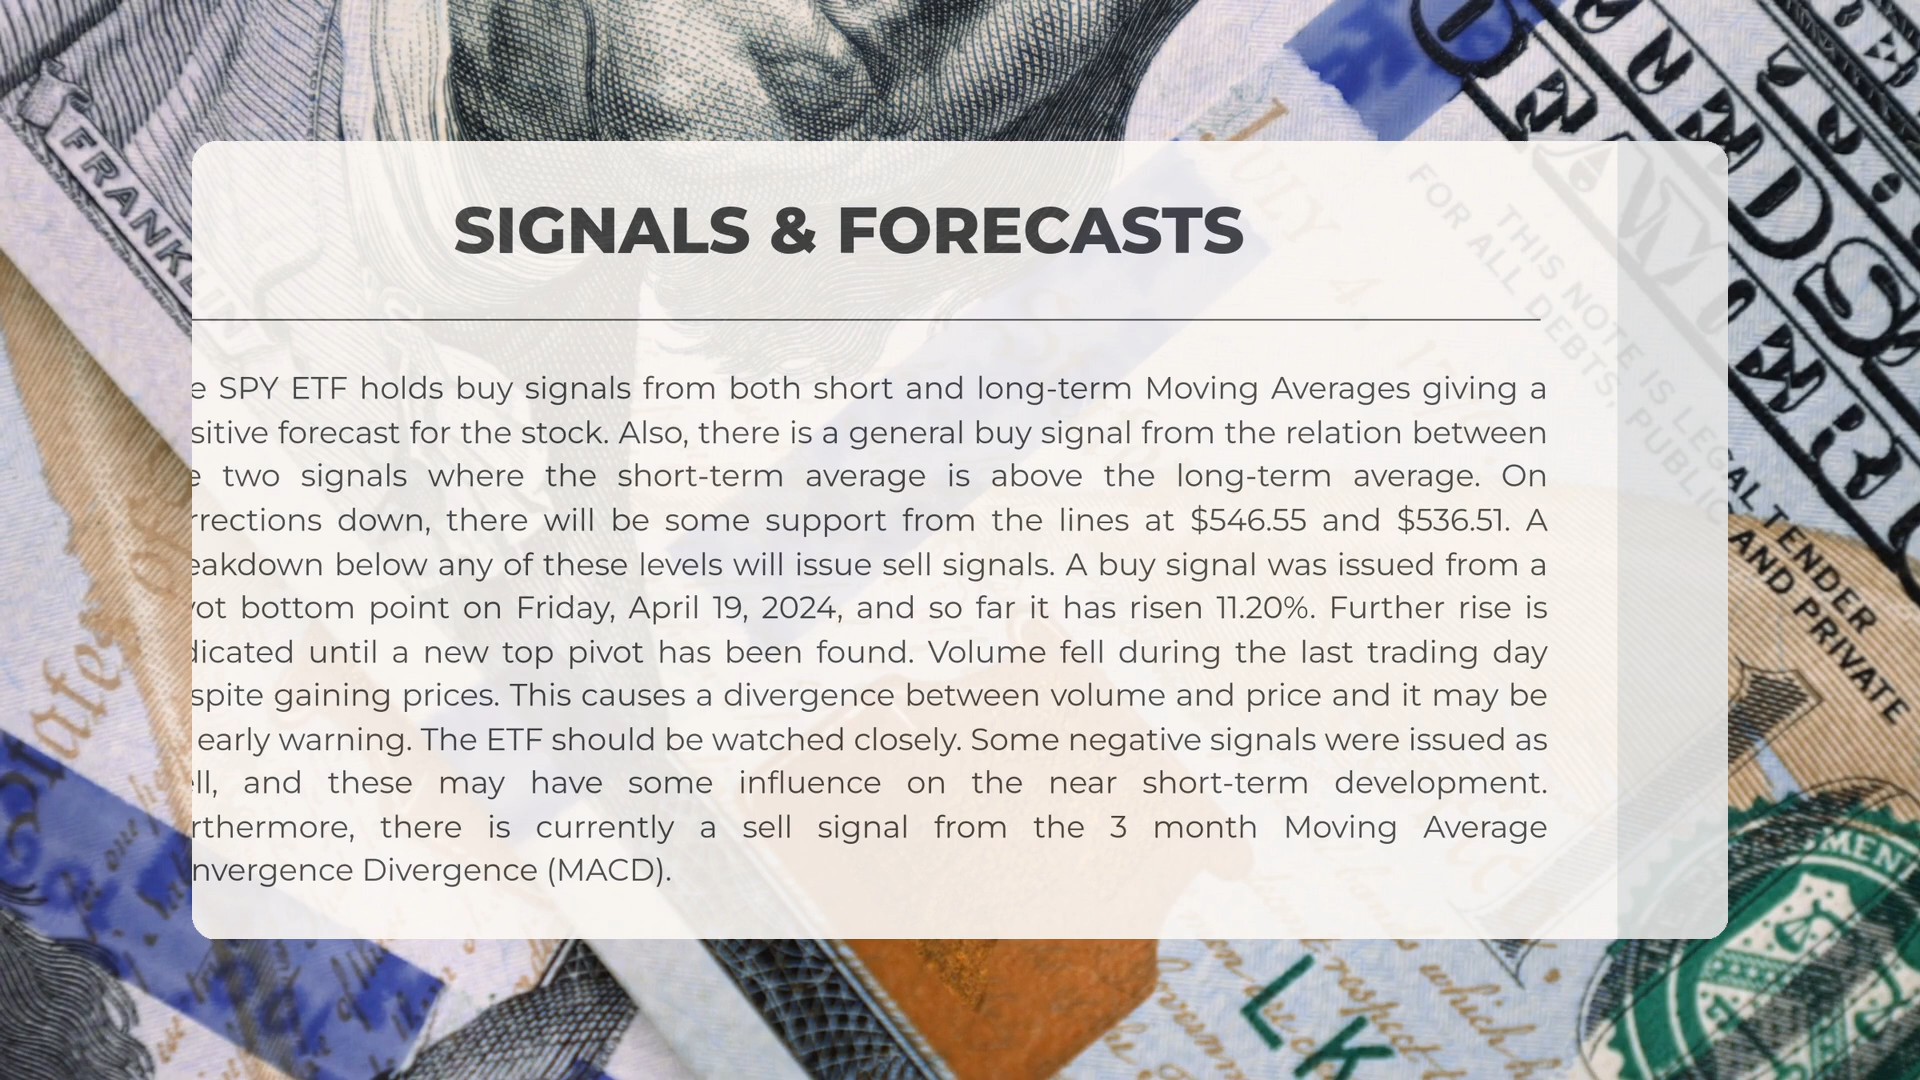 SIGNALS & FORECASTS
e SPY ETF holds buy signals from both short and long-term Moving Averages giving a
sitive forecast for the stock. Also, there is a general buy signal from the relation between
e two signals where the short-term average is above the long-term average. On
rrections down, there will be some support from the lines at $546.55 and $536.51. A
eakdown below any of these levels will issue sell signals. A buy signal was issued from a
vot bottom point on Friday, April 19, 2024, and so far it has risen 11.20%. Further rise is
dicated until a new top pivot has been found. Volume fell during the last trading day
spite gaining prices. This causes a divergence between volume and price and it may be
early warning. The ETF should be watched closely. Some negative signals were issued as
ll, and these may have some influence on the near short-term development.
rthermore, there is currently a sell signal from the 3 month Moving Average
nvergence Divergence (MACD).
FRANKLIN
JULY 4,
THIS NOTE IS LEGAL TENDER
FOR ALL DEBTS, PUBLIC AND PRIVATE
L K